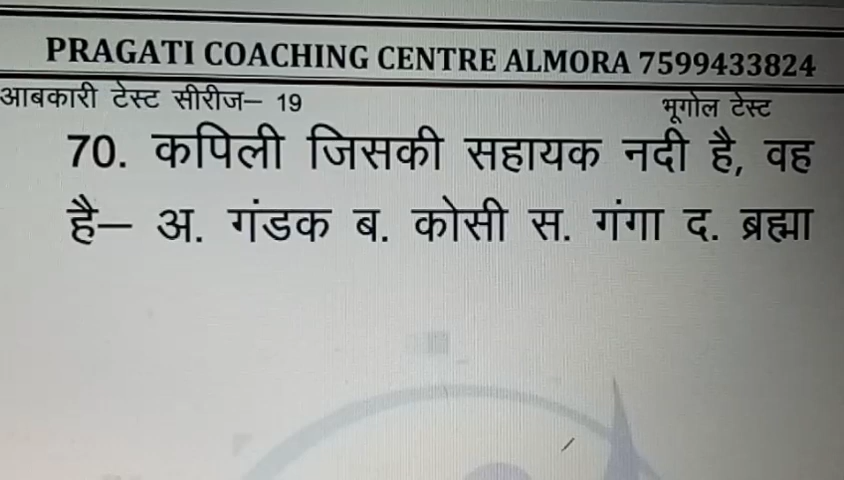 PRAGATI COACHING CENTRE ALMORA 7599433824
आबकारी टेस्ट सीरीज– 19 भूगोल टेस्ट
70. कपिली जिसकी सहायक नदी है, वह
है– अ. गंडक ब. कोसी स. गंगा द. ब्रह्मा